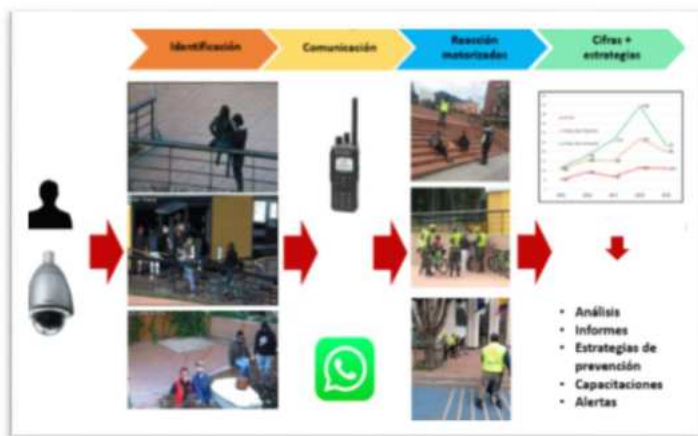 Identificación
Comunicación
Reacción
motorizados
Cifras +
estrategias
• Análisis
• Informes
• Estrategias de
prevención
• Capacitaciones
• Alertas